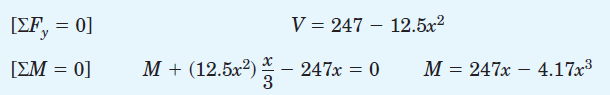 [ΣF_y = 0] V = 247 − 12.5x²
[ΣM = 0] M + (12.5x²) x/3 − 247x = 0 M = 247x − 4.17x³